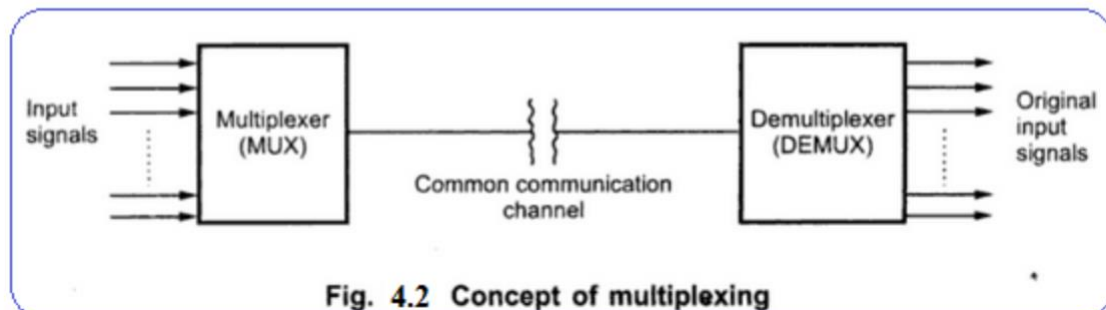 Input
signals
Multiplexer
(MUX)
Common communication
channel
Demultiplexer
(DEMUX)
Original
input
signals
Fig. 4.2 Concept of multiplexing